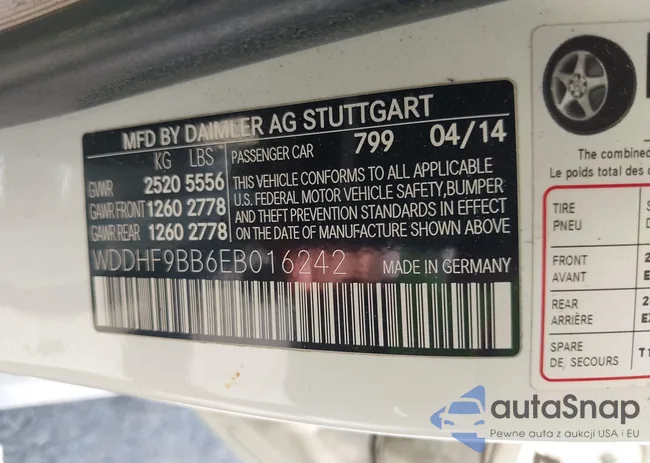 MFD BY DAIMLER AG STUTTGART
KG LBS
PASSENGER CAR 799 04/14
GVWR 2520 5556
GAWR FRONT 1260 2778
GAWR REAR 1260 2778
THIS VEHICLE CONFORMS TO ALL APPLICABLE
U.S. FEDERAL MOTOR VEHICLE SAFETY, BUMPER
AND THEFT PREVENTION STANDARDS IN EFFECT
ON THE DATE OF MANUFACTURE SHOWN ABOVE
WDDHF9BB6EB016242 MADE IN GERMANY
The combined
Le poids total des
TIRE
PNEU
FRONT
AVANT
REAR
ARRIÈRE
SPARE
DE SECOURS
autaSnap
Pewne auta z aukcji USA i EU